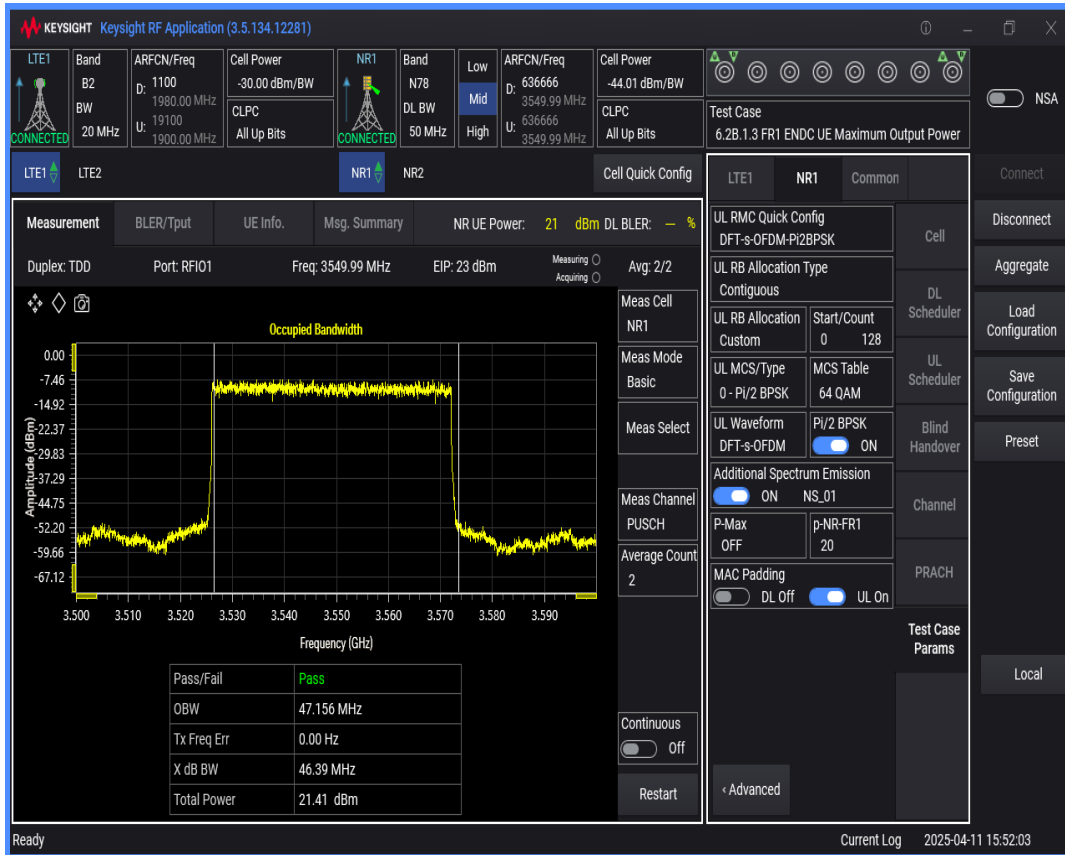 KEYSIGHT Keysight RF Application (3.5.134.12281)
LTE1 Band ARFCN/Freq Cell Power NR1 Band Low ARFCN/Freq Cell Power
B2 D: 1100 -30.00 dBm/BW N78 Mid D: 636666 -44.01 dBm/BW
1980.00 MHz 3549.99 MHz
BW U: 19100 CLPC DL BW High U: 636666 CLPC
CONNECTED 20 MHz 1900.00 MHz All Up Bits CONNECTED 50 MHz 3549.99 MHz All Up Bits
A V A V
Test Case
6.2B.1.3 FR1 ENDC UE Maximum Output Power
NSA
LTE1 LTE2 NR1 NR2 Cell Quick Config
Measurement BLER/Tput UE Info. Msg. Summary NR UE Power: 21 dBm DL BLER: — %
Duplex: TDD Port: RFIO1 Freq: 3549.99 MHz EIP: 23 dBm Measuring Acquiring Avg: 2/2
Occupied Bandwidth
Amplitude (dBm)
0.00
-7.46
-14.92
-22.37
-29.83
-37.29
-44.75
-52.20
-59.66
-67.12
3.500 3.510 3.520 3.530 3.540 3.550 3.560 3.570 3.580 3.590
Frequency (GHz)
Pass/Fail Pass
OBW 47.156 MHz
Tx Freq Err 0.00 Hz
X dB BW 46.39 MHz
Total Power 21.41 dBm
Meas Cell
NR1
Meas Mode
Basic
Meas Select
Meas Channel
PUSCH
Average Count
2
Continuous
Off
Restart
LTE1 NR1 Common
UL RMC Quick Config
DFT-s-OFDM-Pi2BPSK
UL RB Allocation Type
Contiguous
UL RB Allocation Start/Count
Custom 0 128
UL MCS/Type MCS Table
0 - Pi/2 BPSK 64 QAM
UL Waveform Pi/2 BPSK
DFT-s-OFDM ON
Additional Spectrum Emission
ON NS_01
P-Max p-NR-FR1
OFF 20
MAC Padding
DL Off UL On
‹ Advanced
Cell
DL
Scheduler
UL
Scheduler
Blind
Handover
Channel
PRACH
Test Case
Params
Connect
Disconnect
Aggregate
Load
Configuration
Save
Configuration
Preset
Local
Ready Current Log 2025-04-11 15:52:03